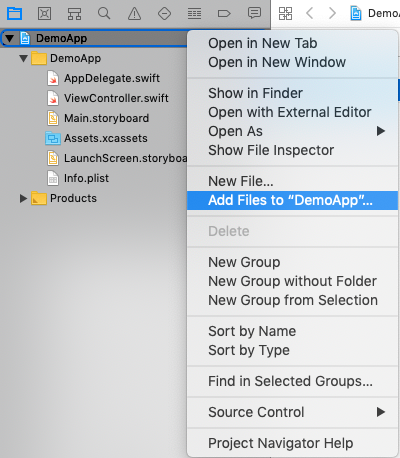 DemoApp
DemoApp
AppDelegate.swift
ViewController.swift
Main.storyboard
Assets.xcassets
LaunchScreen.storyboa
Info.plist
Products
DemoA
Open in New Tab
Open in New Window
Show in Finder
Open with External Editor
Open As
Show File Inspector
New File...
Add Files to “DemoApp”...
Delete
New Group
New Group without Folder
New Group from Selection
Sort by Name
Sort by Type
Find in Selected Groups...
Source Control
Project Navigator Help